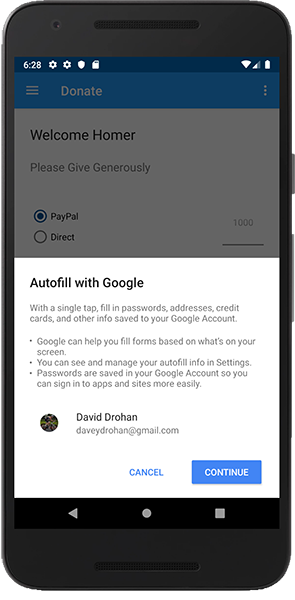 6:28
Donate
Welcome Homer
Please Give Generously
PayPal
1000
Direct
Autofill with Google
With a single tap, fill in passwords, addresses, credit
cards, and other info saved to your Google Account.
• Google can help you fill forms based on what's on your
screen.
• You can see and manage your autofill info in Settings.
• Passwords are saved in your Google Account so you
can sign in to apps and sites more easily.
David Drohan
daveydrohan@gmail.com
CANCEL
CONTINUE